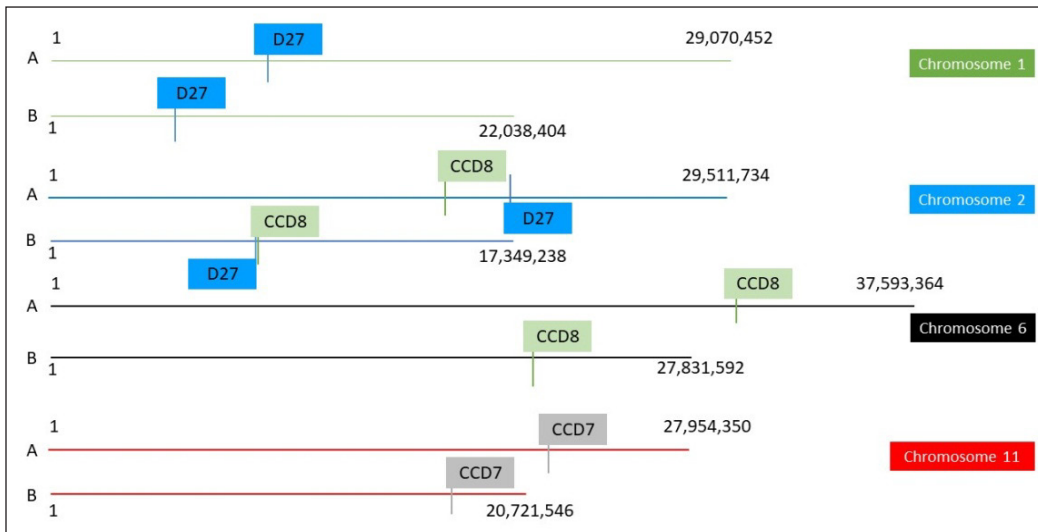 1 D27 29,070,452
A Chromosome 1
D27
B
1 22,038,404
1 CCD8 29,511,734
A Chromosome 2
D27
B CCD8
1 17,349,238
D27
1 CCD8 37,593,364
A
Chromosome 6
B CCD8
1 27,831,592
1 CCD7 27,954,350
A Chromosome 11
CCD7
B
1 20,721,546